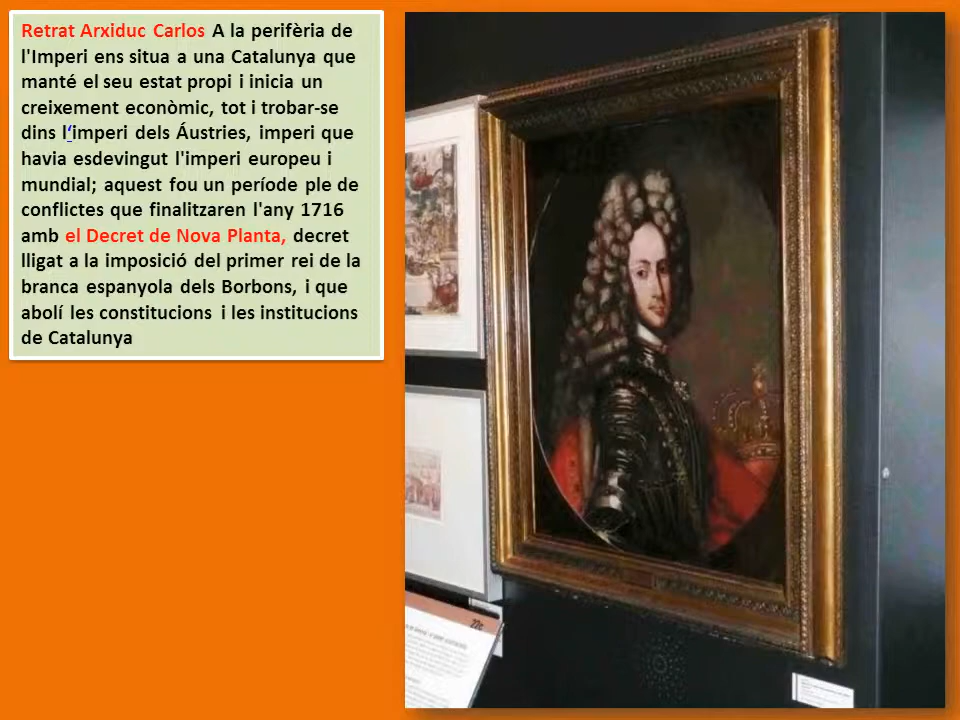 Retrat Arxiduc Carlos A la perifèria de
l'Imperi ens situa a una Catalunya que
manté el seu estat propi i inicia un
creixement econòmic, tot i trobar-se
dins l‘imperi dels Áustries, imperi que
havia esdevingut l'imperi europeu i
mundial; aquest fou un període ple de
conflictes que finalitzaren l'any 1716
amb el Decret de Nova Planta, decret
lligat a la imposició del primer rei de la
branca espanyola dels Borbons, i que
abolí les constitucions i les institucions
de Catalunya